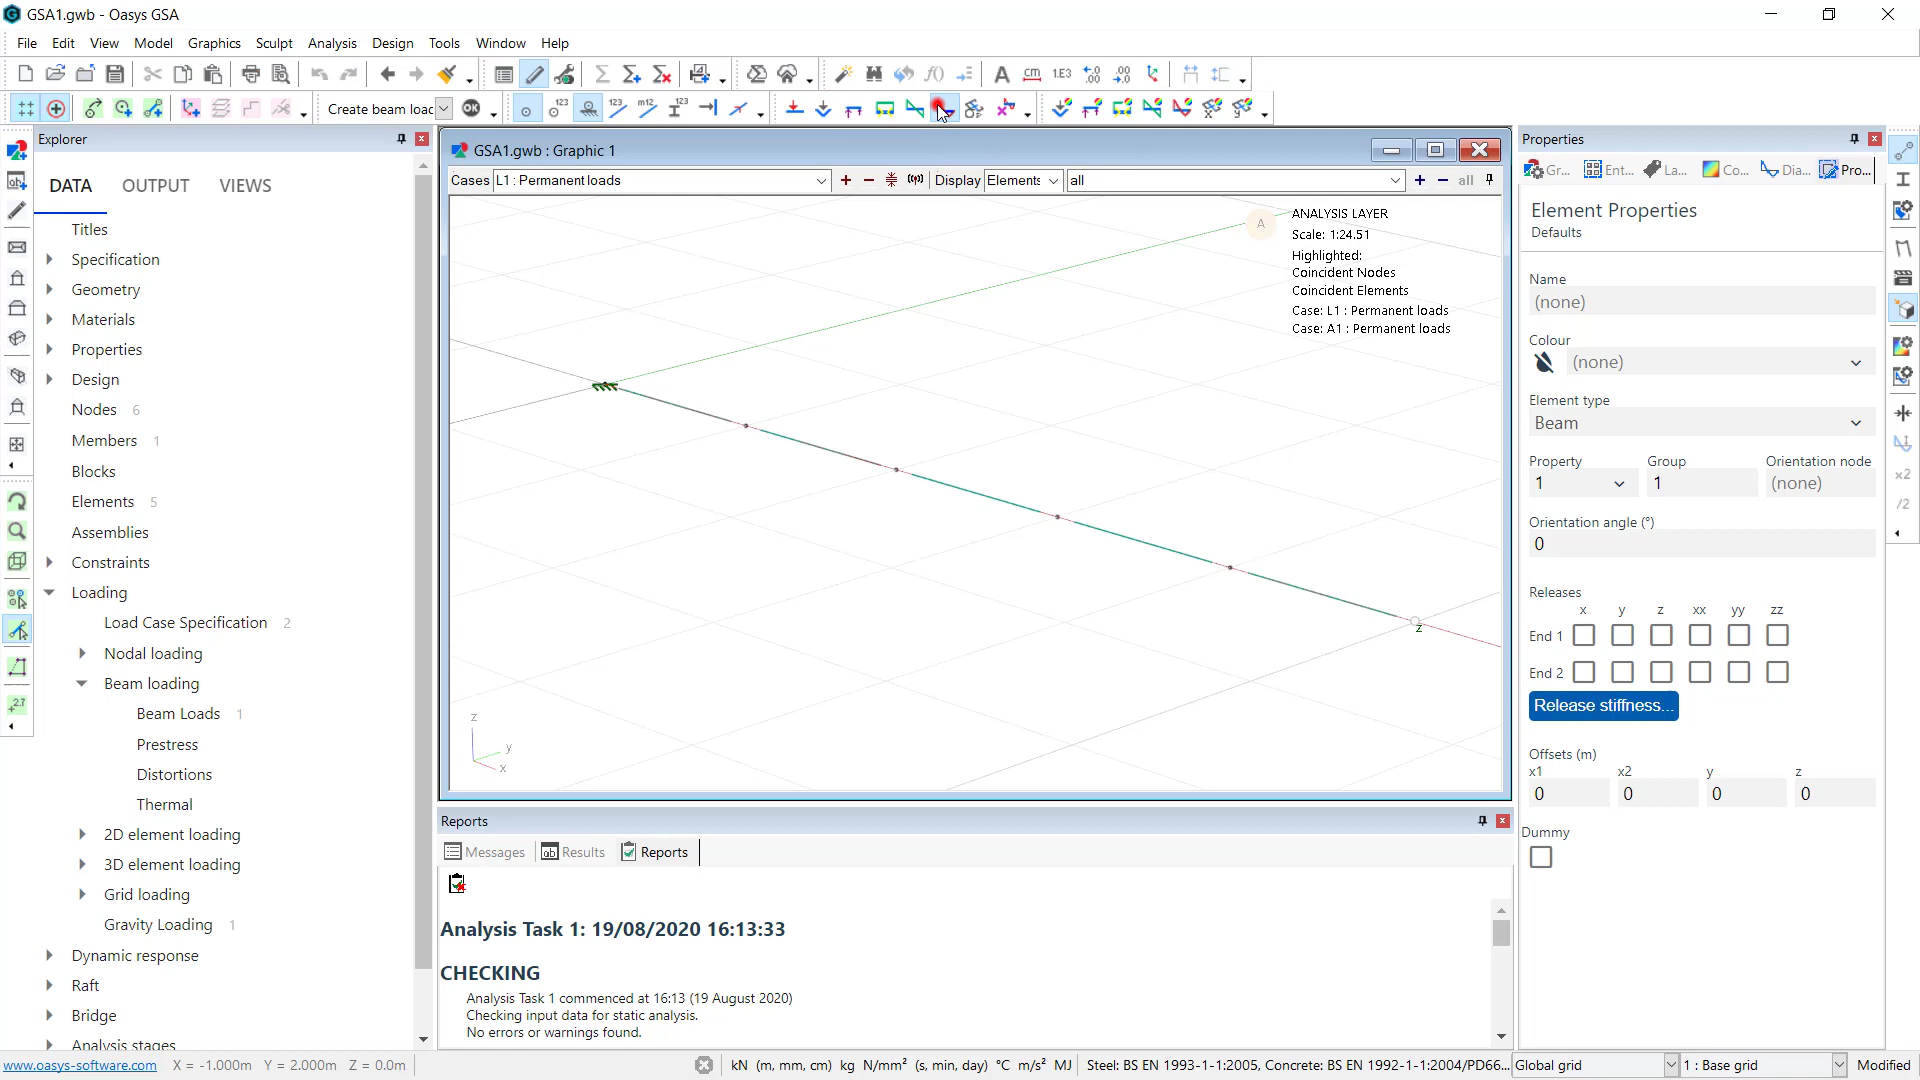 GSA1.gwb - Oasys GSA
File Edit View Model Graphics Sculpt Analysis Design Tools Window Help
Create beam loac OK
Explorer
DATA OUTPUT VIEWS
Titles
Specification
Geometry
Materials
Properties
Design
Nodes 6
Members 1
Blocks
Elements 5
Assemblies
Constraints
Loading
Load Case Specification 2
Nodal loading
Beam loading
Beam Loads 1
Prestress
Distortions
Thermal
2D element loading
3D element loading
Grid loading
Gravity Loading 1
Dynamic response
Raft
Bridge
Analysis stages
GSA1.gwb : Graphic 1
Cases L1 : Permanent loads Display Elements all all
A
ANALYSIS LAYER
Scale: 1:24.51
Highlighted:
Coincident Nodes
Coincident Elements
Case: L1 : Permanent loads
Case: A1 : Permanent loads
z
z
y
x
Reports
Messages Results Reports
Analysis Task 1: 19/08/2020 16:13:33
CHECKING
Analysis Task 1 commenced at 16:13 (19 August 2020)
Checking input data for static analysis.
No errors or warnings found.
Properties
Gr... Ent... La... Co... Dia... Pro...
Element Properties
Defaults
Name
(none)
Colour
(none)
Element type
Beam
Property Group Orientation node
1 1 (none)
Orientation angle (°)
0
Releases
x y z xx yy zz
End 1
End 2
Release stiffness...
Offsets (m)
x1 x2 y z
0 0 0 0
Dummy
www.oasys-software.com X = -1.000m Y = 2.000m Z = 0.0m kN (m, mm, cm) kg N/mm² (s, min, day) °C m/s² MJ Steel: BS EN 1993-1-1:2005, Concrete: BS EN 1992-1-1:2004/PD66... Global grid 1 : Base grid Modified